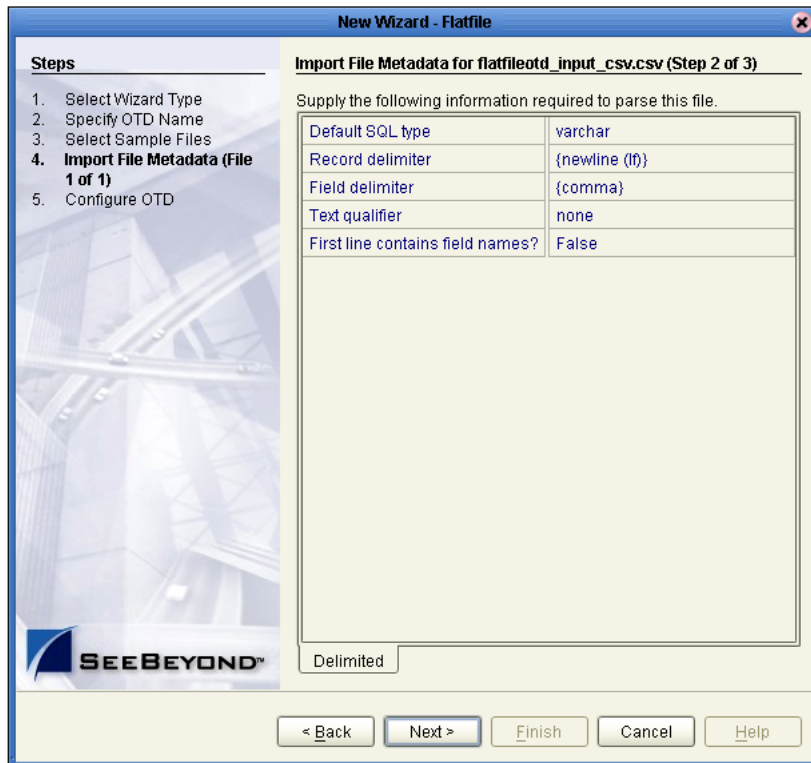 New Wizard - Flatfile
Steps
1. Select Wizard Type
2. Specify OTD Name
3. Select Sample Files
4. Import File Metadata (File
1 of 1)
5. Configure OTD
SEEBEYOND™
Import File Metadata for flatfileotd_input_csv.csv (Step 2 of 3)
Supply the following information required to parse this file.
Default SQL type varchar
Record delimiter {newline (lf)}
Field delimiter {comma}
Text qualifier none
First line contains field names? False
Delimited
< Back Next > Finish Cancel Help